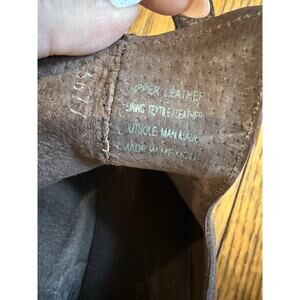 UPPER LEATHER
LINING TEXTILE/LEATHER
OUTSOLE MAN MADE
MADE IN MEXICO